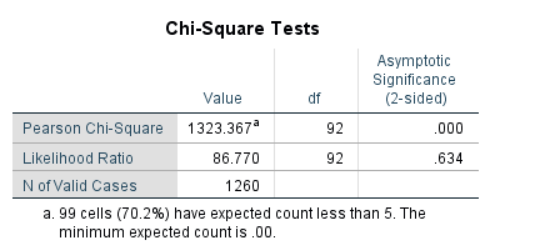 Chi-Square Tests
Value df Asymptotic Significance (2-sided)
Pearson Chi-Square 1323.367a 92 .000
Likelihood Ratio 86.770 92 .634
N of Valid Cases 1260
a. 99 cells (70.2%) have expected count less than 5. The
minimum expected count is .00.